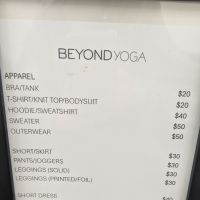 BEYOND YOGA
APPAREL
BRA/TANK $20
T-SHIRT/KNIT TOP/BODYSUIT $20
HOODIE/SWEATSHIRT $40
SWEATER $50
OUTERWEAR $50
SHORT/SKIRT $30
PANTS/JOGGERS $30
LEGGINGS (SOLID) $30
LEGGINGS (PRINTED/FOIL) $30
SHORT DRESS $40